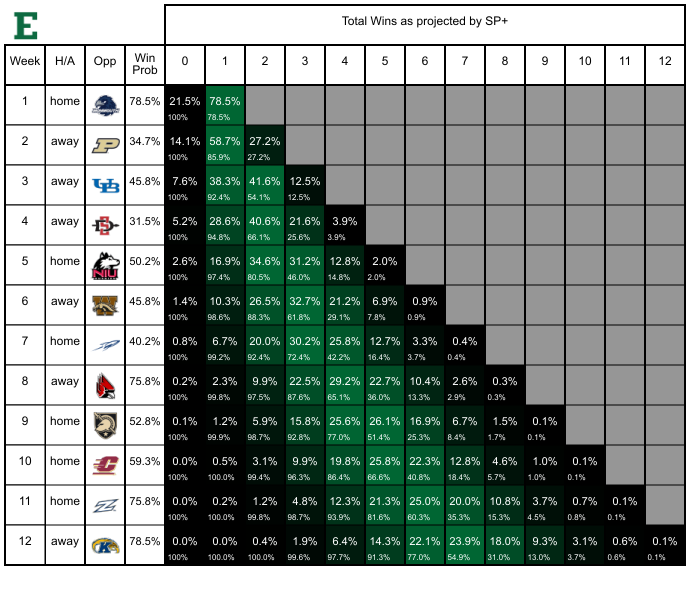 E
Total Wins as projected by SP+
Week H/A Opp Win Prob 0 1 2 3 4 5 6 7 8 9 10 11 12
1 home 78.5% 21.5% 78.5%
100% 78.5%
2 away P 34.7% 14.1% 58.7% 27.2%
100% 85.9% 27.2%
3 away UB 45.8% 7.6% 38.3% 41.6% 12.5%
100% 92.4% 54.1% 12.5%
4 away SD 31.5% 5.2% 28.6% 40.6% 21.6% 3.9%
100% 94.8% 66.1% 25.6% 3.9%
5 home NIU 50.2% 2.6% 16.9% 34.6% 31.2% 12.8% 2.0%
100% 97.4% 80.5% 46.0% 14.8% 2.0%
6 away W 45.8% 1.4% 10.3% 26.5% 32.7% 21.2% 6.9% 0.9%
100% 98.6% 88.3% 61.8% 29.1% 7.8% 0.9%
7 home 40.2% 0.8% 6.7% 20.0% 30.2% 25.8% 12.7% 3.3% 0.4%
100% 99.2% 92.4% 72.4% 42.2% 16.4% 3.7% 0.4%
8 away 75.8% 0.2% 2.3% 9.9% 22.5% 29.2% 22.7% 10.4% 2.6% 0.3%
100% 99.8% 97.5% 87.6% 65.1% 36.0% 13.3% 2.9% 0.3%
9 home 52.8% 0.1% 1.2% 5.9% 15.8% 25.6% 26.1% 16.9% 6.7% 1.5% 0.1%
100% 99.9% 98.7% 92.8% 77.0% 51.4% 25.3% 8.4% 1.7% 0.1%
10 home C 59.3% 0.0% 0.5% 3.1% 9.9% 19.8% 25.8% 22.3% 12.8% 4.6% 1.0% 0.1%
100% 100.0% 99.4% 96.3% 86.4% 66.6% 40.8% 18.4% 5.7% 1.0% 0.1%
11 home Z 75.8% 0.0% 0.2% 1.2% 4.8% 12.3% 21.3% 25.0% 20.0% 10.8% 3.7% 0.7% 0.1%
100% 100.0% 99.8% 98.7% 93.9% 81.6% 60.3% 35.3% 15.3% 4.5% 0.8% 0.1%
12 away K 78.5% 0.0% 0.0% 0.4% 1.9% 6.4% 14.3% 22.1% 23.9% 18.0% 9.3% 3.1% 0.6% 0.1%
100% 100.0% 100.0% 99.6% 97.7% 91.3% 77.0% 54.9% 31.0% 13.0% 3.7% 0.6% 0.1%